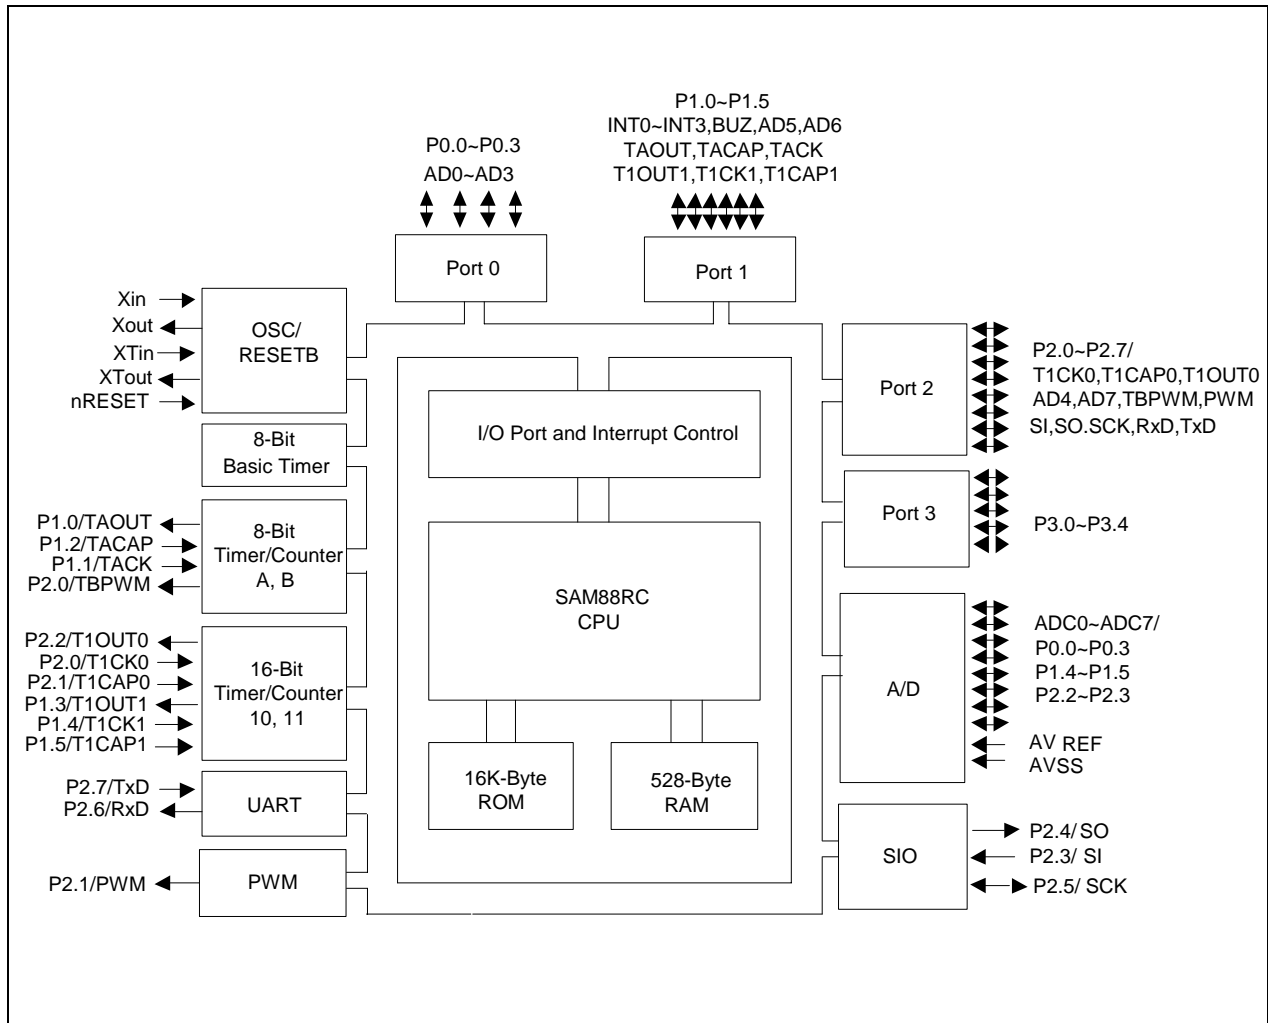 P1.0~P1.5
INT0~INT3,BUZ,AD5,AD6
TAOUT,TACAP,TACK
T1OUT1,T1CK1,T1CAP1
P0.0~P0.3
AD0~AD3
Port 0
Port 1
Xin
Xout
XTin
XTout
nRESET
OSC/
RESETB
8-Bit
Basic Timer
P1.0/TAOUT
P1.2/TACAP
P1.1/TACK
P2.0/TBPWM
8-Bit
Timer/Counter
A, B
P2.2/T1OUT0
P2.0/T1CK0
P2.1/T1CAP0
P1.3/T1OUT1
P1.4/T1CK1
P1.5/T1CAP1
16-Bit
Timer/Counter
10, 11
P2.7/TxD
P2.6/RxD
UART
P2.1/PWM
PWM
I/O Port and Interrupt Control
SAM88RC
CPU
16K-Byte
ROM
528-Byte
RAM
Port 2
P2.0~P2.7/
T1CK0,T1CAP0,T1OUT0
AD4,AD7,TBPWM,PWM
SI,SO.SCK,RxD,TxD
Port 3
P3.0~P3.4
A/D
ADC0~ADC7/
P0.0~P0.3
P1.4~P1.5
P2.2~P2.3
AV REF
AVSS
SIO
P2.4/ SO
P2.3/ SI
P2.5/ SCK